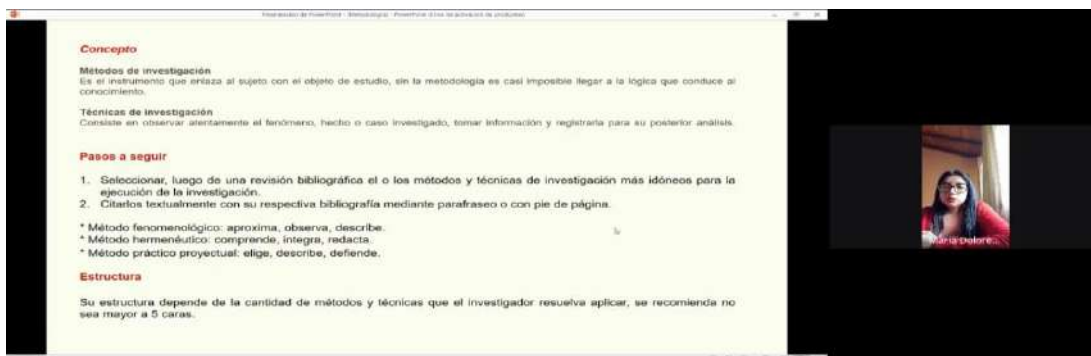 Concepto
Métodos de investigación
Es el instrumento que enlaza al sujeto con el objeto de estudio, sin la metodología es casi imposible llegar a la lógica que conduce al
conocimiento.
Técnicas de investigación
Consiste en observar atentamente el fenómeno, hecho o caso investigado, tomar información y registrarla para su posterior análisis.
Pasos a seguir
1. Seleccionar, luego de una revisión bibliográfica el o los métodos y técnicas de investigación más idóneos para la
ejecución de la investigación.
2. Citarlos textualmente con su respectiva bibliografía mediante parafraseo o con pie de página.
* Método fenomenológico: aproxima, observa, describe.
* Método hermenéutico: comprende, integra, redacta.
* Método práctico proyectual: elige, describe, defiende.
Estructura
Su estructura depende de la cantidad de métodos y técnicas que el investigador resuelva aplicar, se recomienda no
sea mayor a 5 caras.
Maria Dolore...